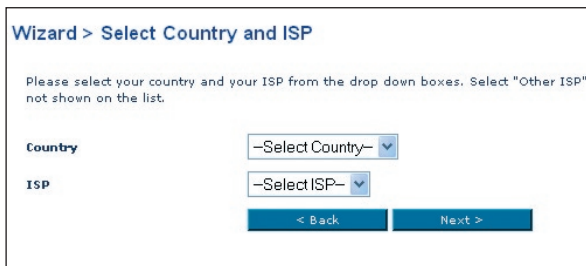 Wizard > Select Country and ISP
Please select your country and your ISP from the drop down boxes. Select "Other ISP"
not shown on the list.
Country –Select Country–
ISP –Select ISP–
< Back Next >